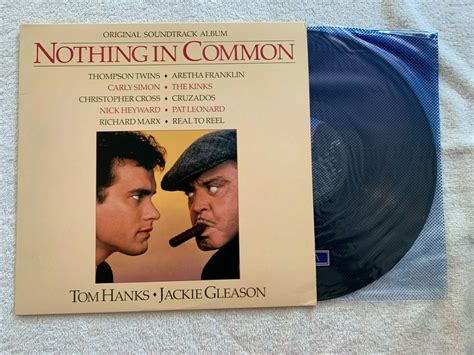 ORIGINAL SOUNDTRACK ALBUM
NOTHING IN COMMON
THOMPSON TWINS • ARETHA FRANKLIN
CARLY SIMON • THE KINKS
CHRISTOPHER CROSS • CRUZADOS
NICK HEYWARD • PAT LEONARD
RICHARD MARX • REAL TO REEL
TOM HANKS • JACKIE GLEASON